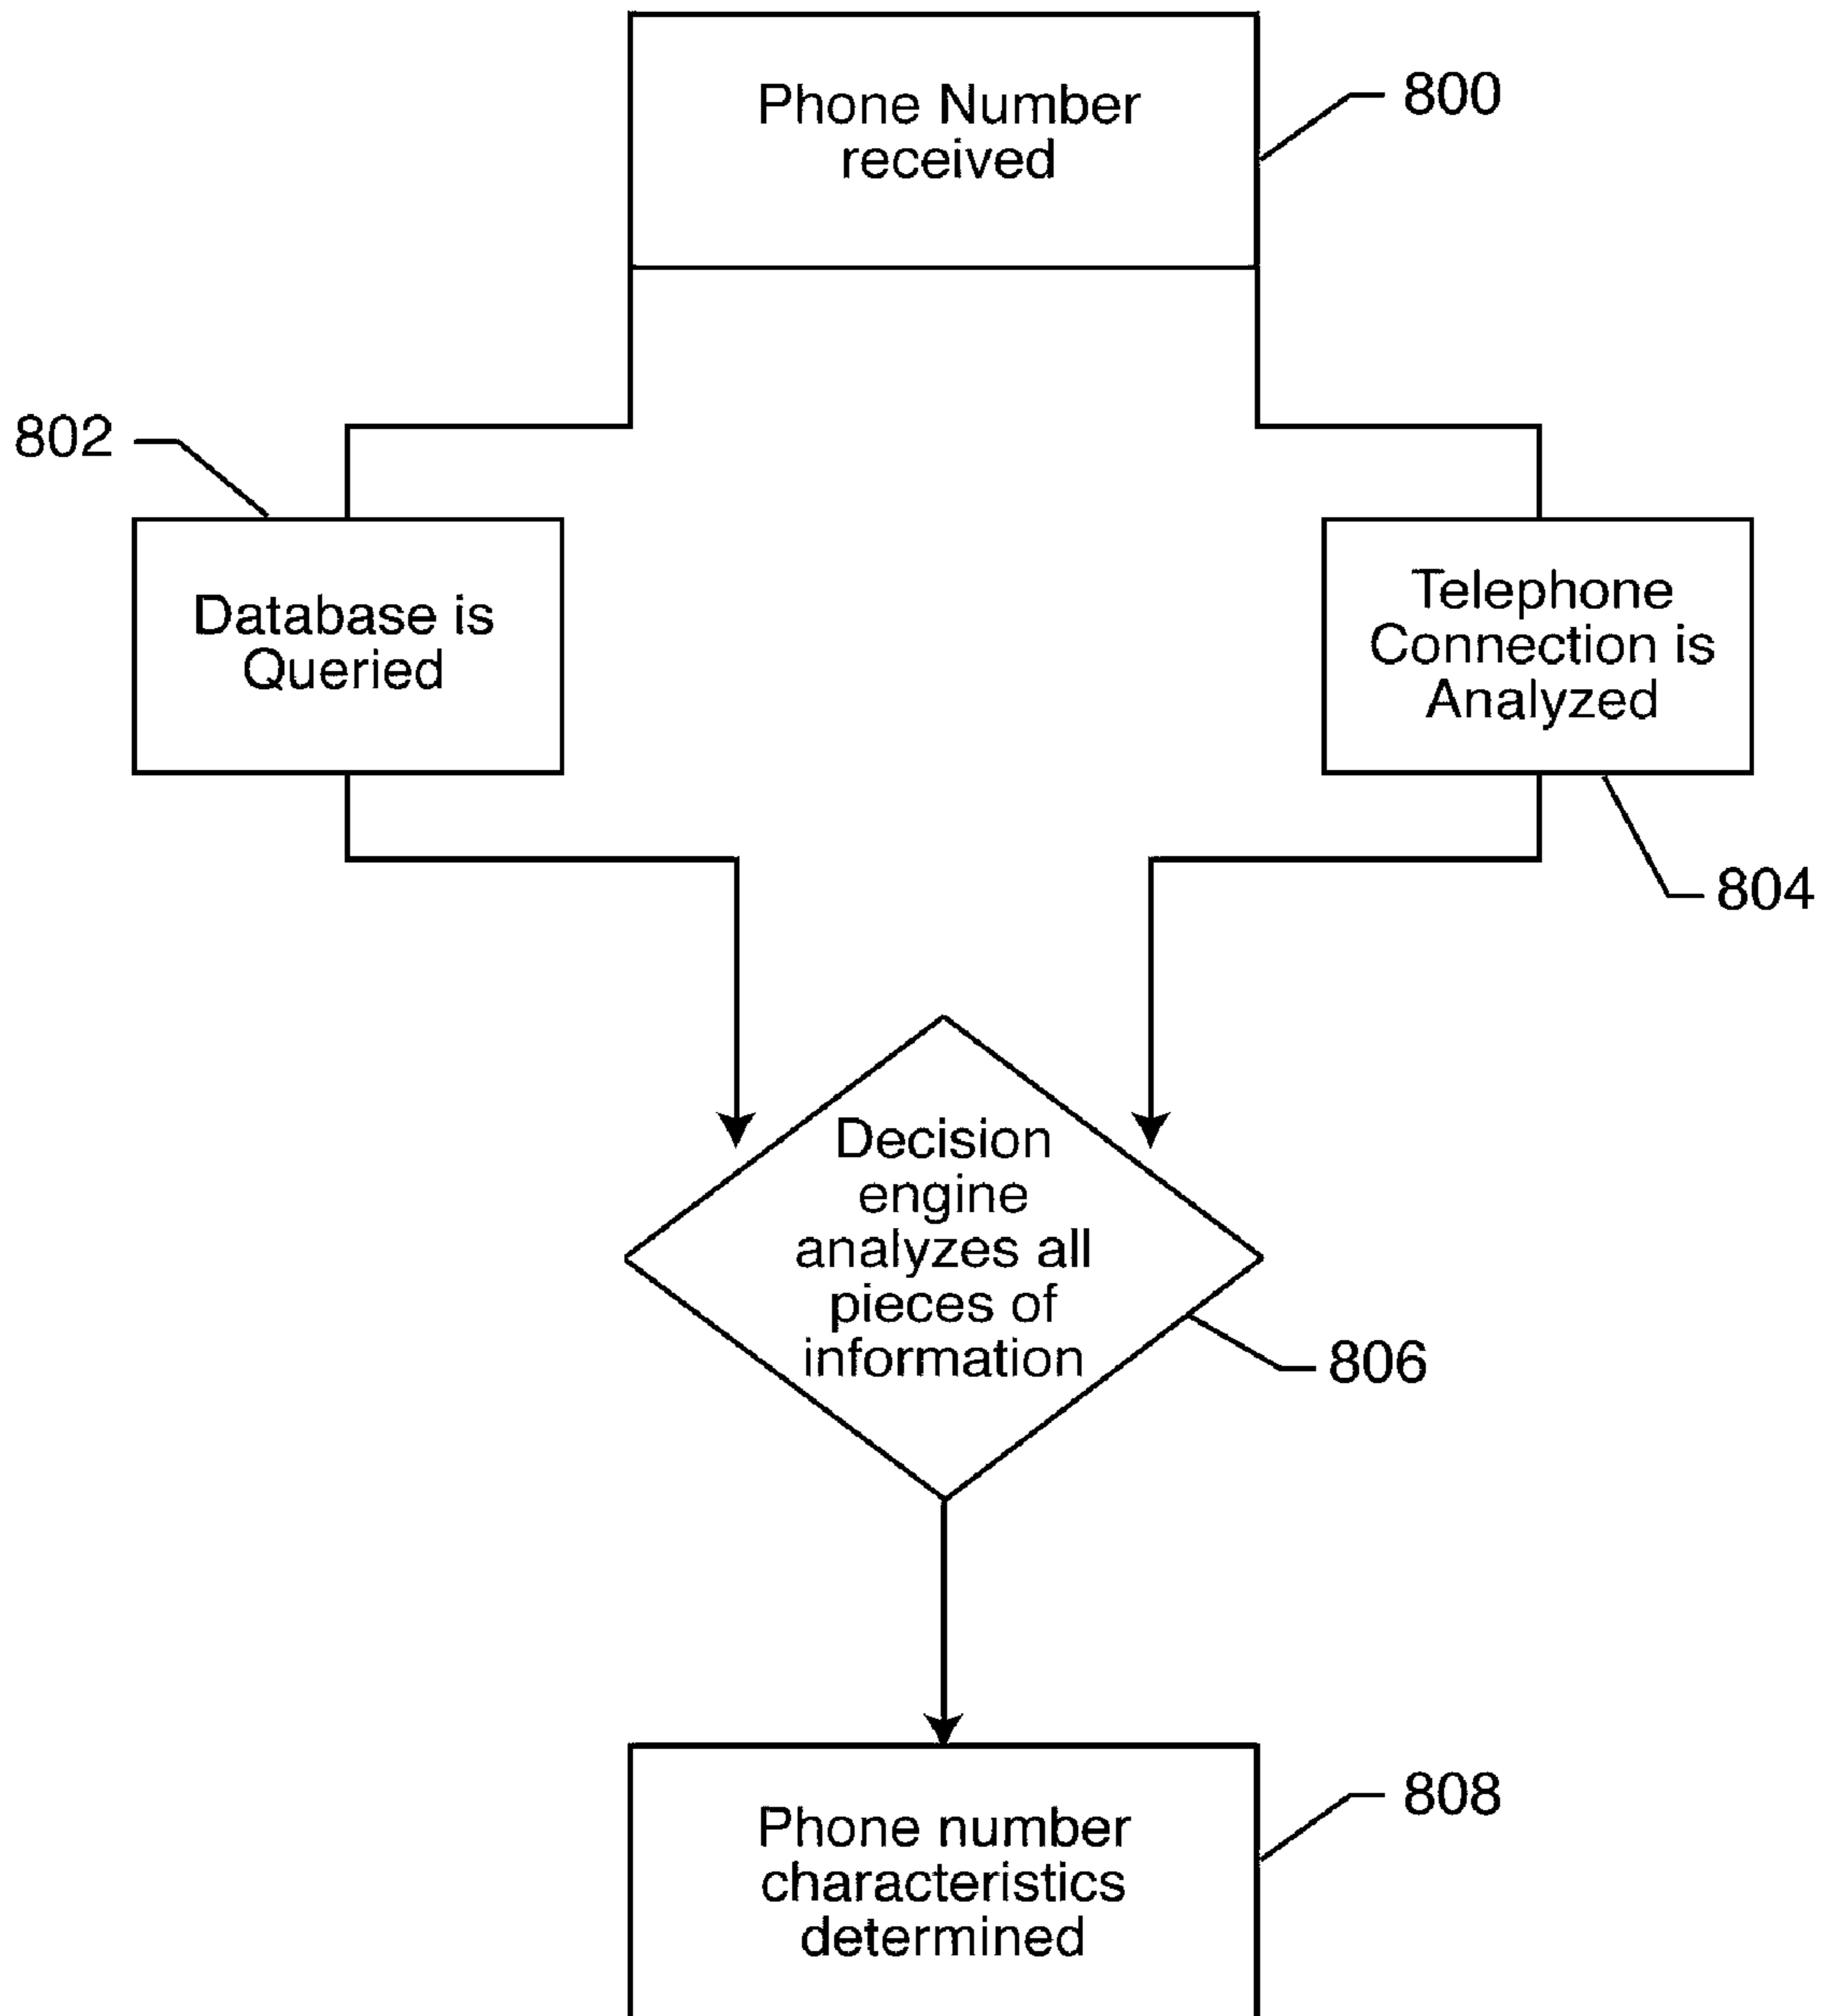 Phone Number
received
800
802
Database is
Queried
Telephone
Connection is
Analyzed
804
Decision
engine
analyzes all
pieces of
information
806
Phone number
characteristics
determined
808